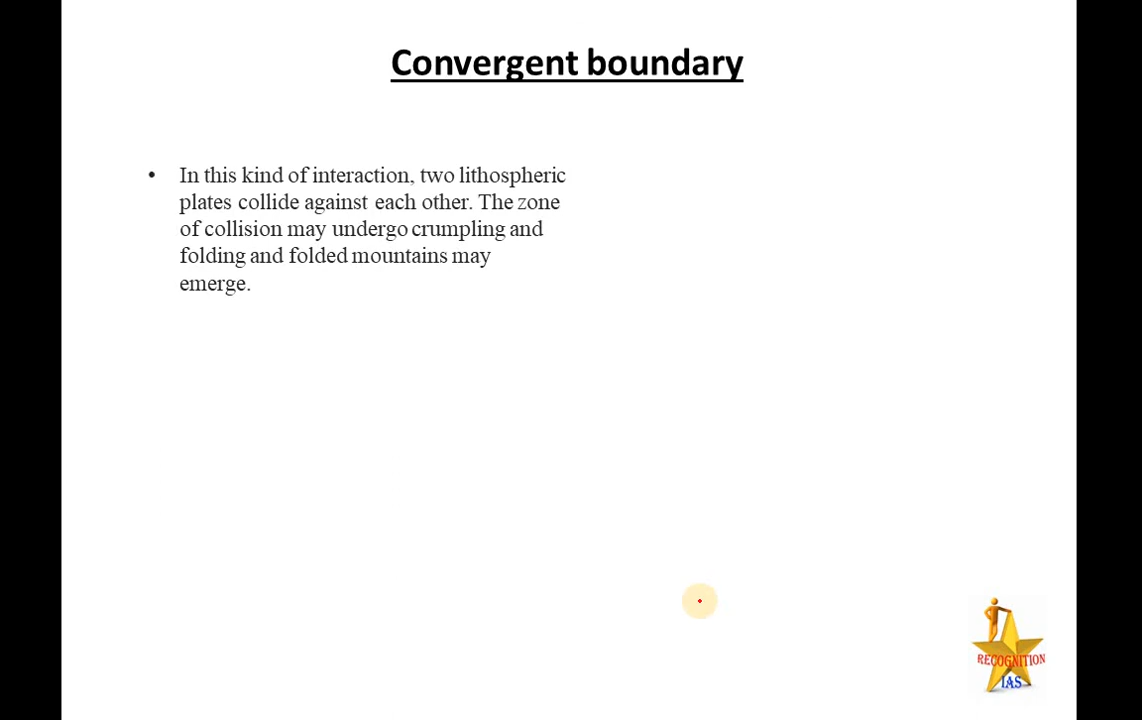 Convergent boundary
• In this kind of interaction, two lithospheric
plates collide against each other. The zone
of collision may undergo crumpling and
folding and folded mountains may
emerge.
RECOGNITION
IAS